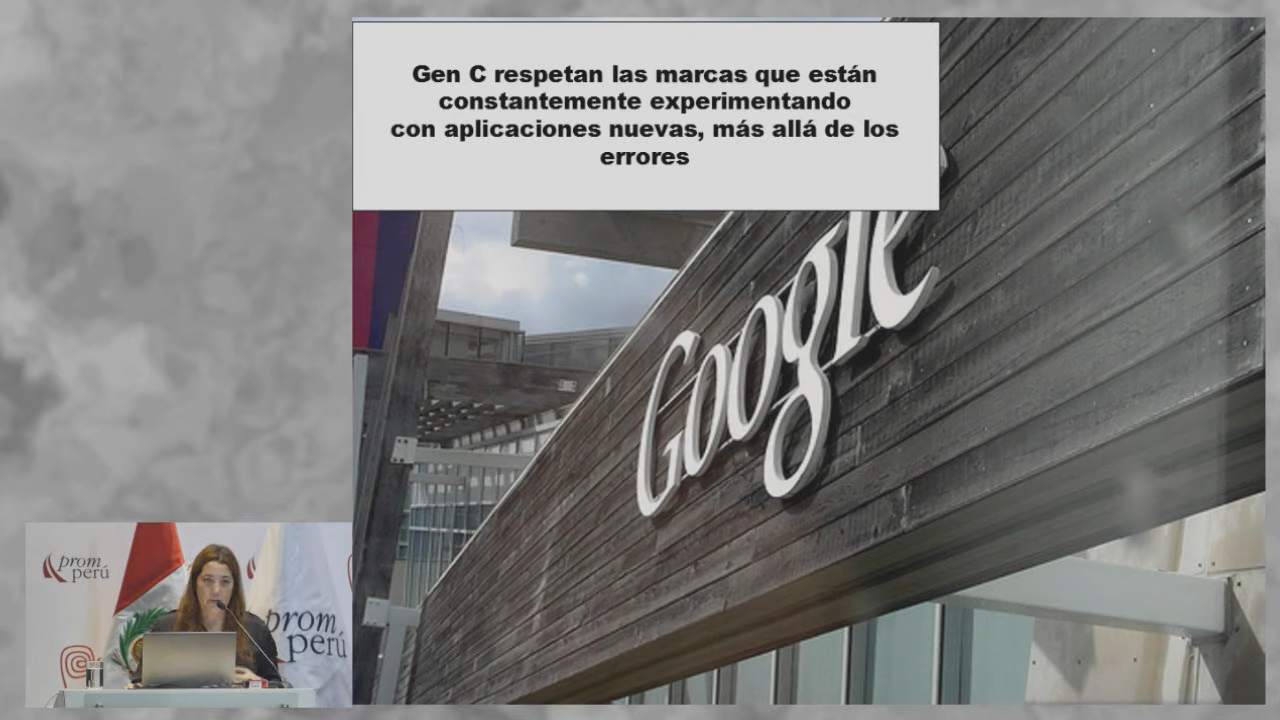 Gen C respetan las marcas que están
constantemente experimentando
con aplicaciones nuevas, más allá de los
errores
Google
prom
perú
prom
perú